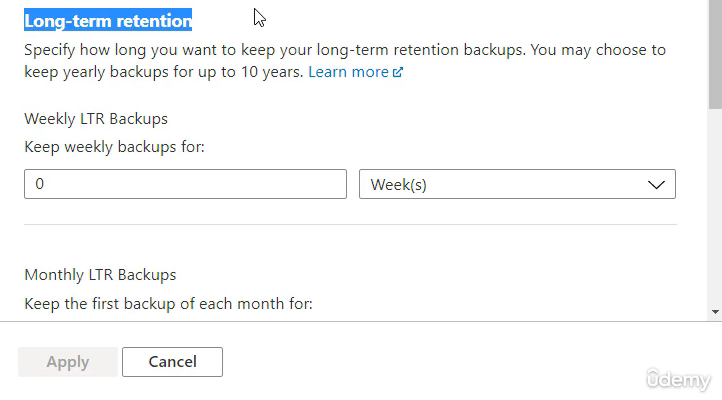 Long-term retention
Specify how long you want to keep your long-term retention backups. You may choose to
keep yearly backups for up to 10 years. Learn more
Weekly LTR Backups
Keep weekly backups for:
0
Week(s)
Monthly LTR Backups
Keep the first backup of each month for:
Apply
Cancel
ûdemy